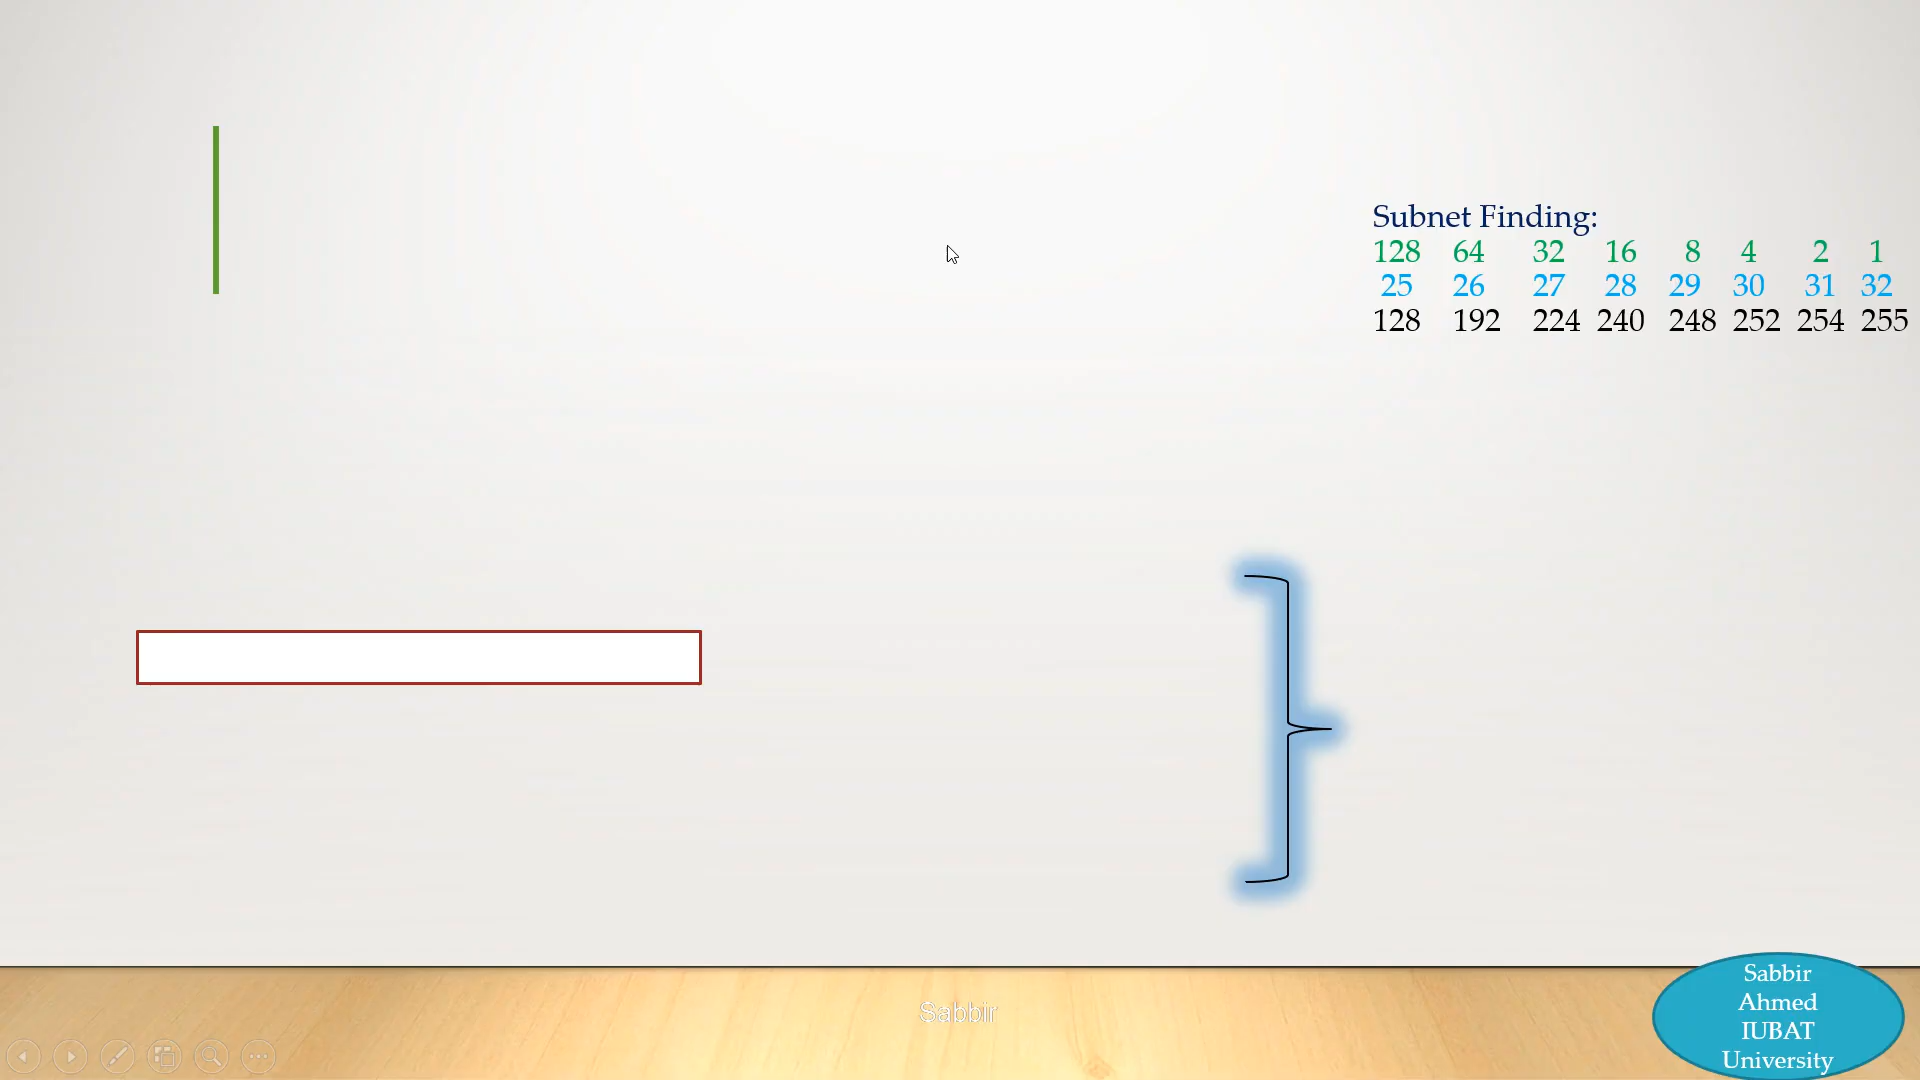 Subnet Finding:
128 64 32 16 8 4 2 1
25 26 27 28 29 30 31 32
128 192 224 240 248 252 254 255
Sabbir
Sabbir
Ahmed
IUBAT
University